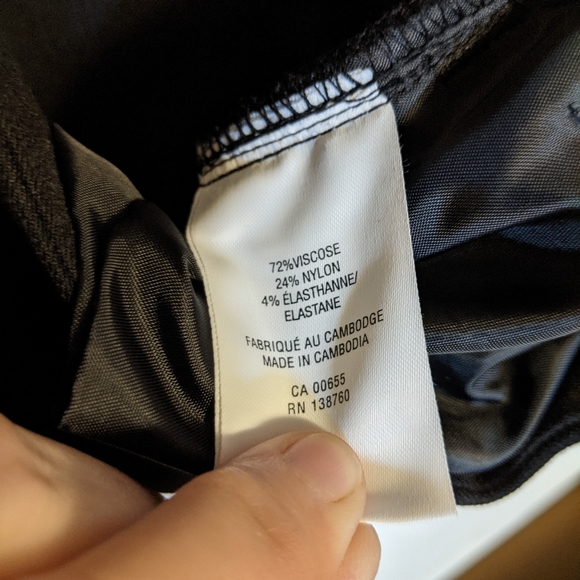 72%VISCOSE
24% NYLON
4% ÉLASTHANNE/
ELASTANE
FABRIQUÉ AU CAMBODGE
MADE IN CAMBODIA
CA 00655
RN 138760